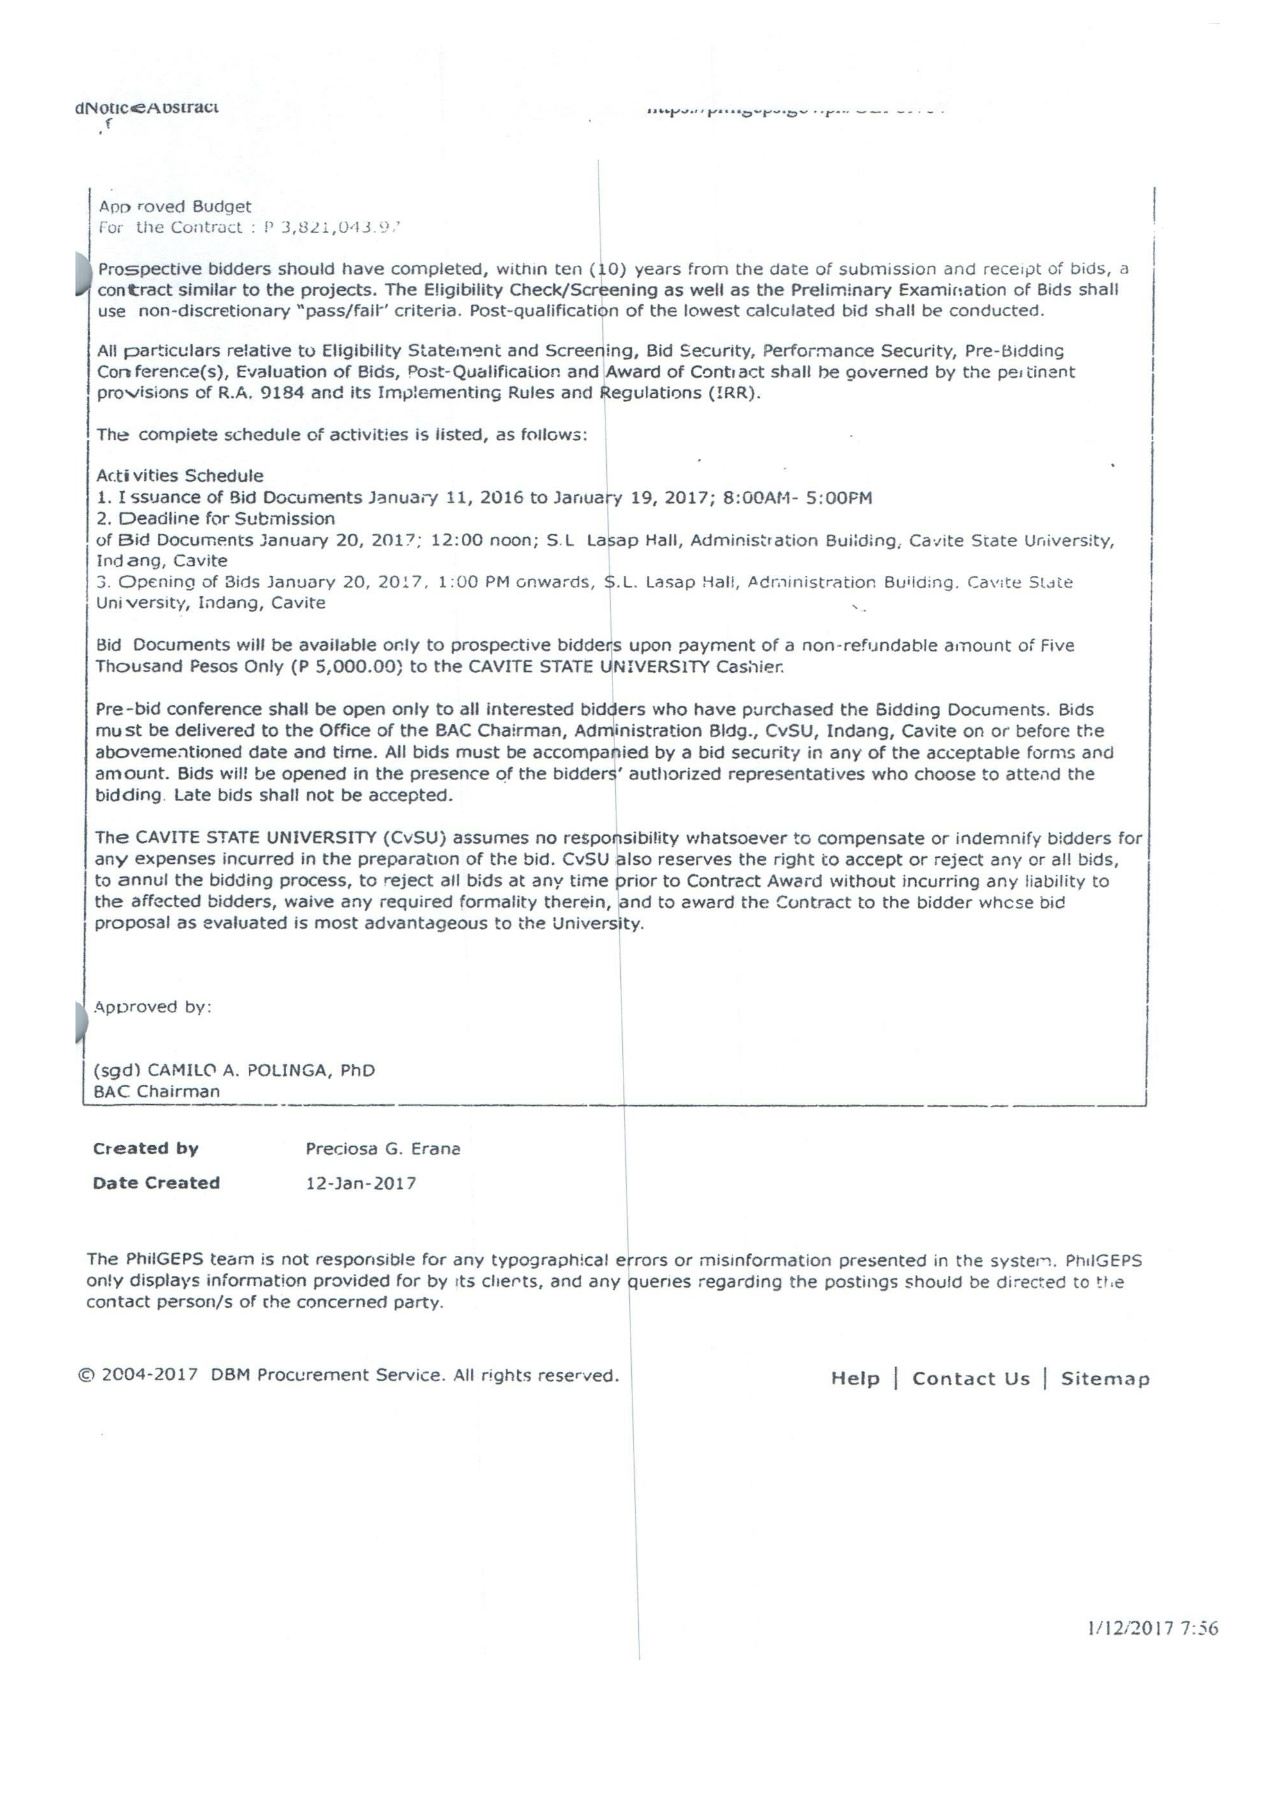 dNoticeAbstract
Approved Budget
For the Contract : P 3,821,043.9
Prospective bidders should have completed, within ten (10) years from the date of submission and receipt of bids, a
contract similar to the projects. The Eligibility Check/Screening as well as the Preliminary Examination of Bids shall
use non-discretionary "pass/fail" criteria. Post-qualification of the lowest calculated bid shall be conducted.
All particulars relative to Eligibility Statement and Screening, Bid Security, Performance Security, Pre-Bidding
Conference(s), Evaluation of Bids, Post-Qualification and Award of Contract shall be governed by the pertinent
provisions of R.A. 9184 and its Implementing Rules and Regulations (IRR).
The complete schedule of activities is listed, as follows:
Activities Schedule
1. Issuance of Bid Documents January 11, 2016 to January 19, 2017; 8:00AM- 5:00PM
2. Deadline for Submission
of Bid Documents January 20, 2017; 12:00 noon; S.L Lasap Hall, Administration Building, Cavite State University,
Indang, Cavite
3. Opening of Bids January 20, 2017, 1:00 PM onwards, S.L. Lasap Hall, Administration Building, Cavite State
University, Indang, Cavite
Bid Documents will be available only to prospective bidders upon payment of a non-refundable amount of Five
Thousand Pesos Only (P 5,000.00) to the CAVITE STATE UNIVERSITY Cashier.
Pre-bid conference shall be open only to all interested bidders who have purchased the Bidding Documents. Bids
must be delivered to the Office of the BAC Chairman, Administration Bldg., CvSU, Indang, Cavite on or before the
abovementioned date and time. All bids must be accompanied by a bid security in any of the acceptable forms and
amount. Bids will be opened in the presence of the bidders' authorized representatives who choose to attend the
bidding. Late bids shall not be accepted.
The CAVITE STATE UNIVERSITY (CvSU) assumes no responsibility whatsoever to compensate or indemnify bidders for
any expenses incurred in the preparation of the bid. CvSU also reserves the right to accept or reject any or all bids,
to annul the bidding process, to reject all bids at any time prior to Contract Award without incurring any liability to
the affected bidders, waive any required formality therein, and to award the Contract to the bidder whose bid
proposal as evaluated is most advantageous to the University.
Approved by:
(sgd) CAMILO A. POLINGA, PhD
BAC Chairman
Created by Preciosa G. Erana
Date Created 12-Jan-2017
The PhilGEPS team is not responsible for any typographical errors or misinformation presented in the system. PhilGEPS
only displays information provided for by its clients, and any queries regarding the postings should be directed to the
contact person/s of the concerned party.
© 2004-2017 DBM Procurement Service. All rights reserved. Help | Contact Us | Sitemap
1/12/2017 7:56